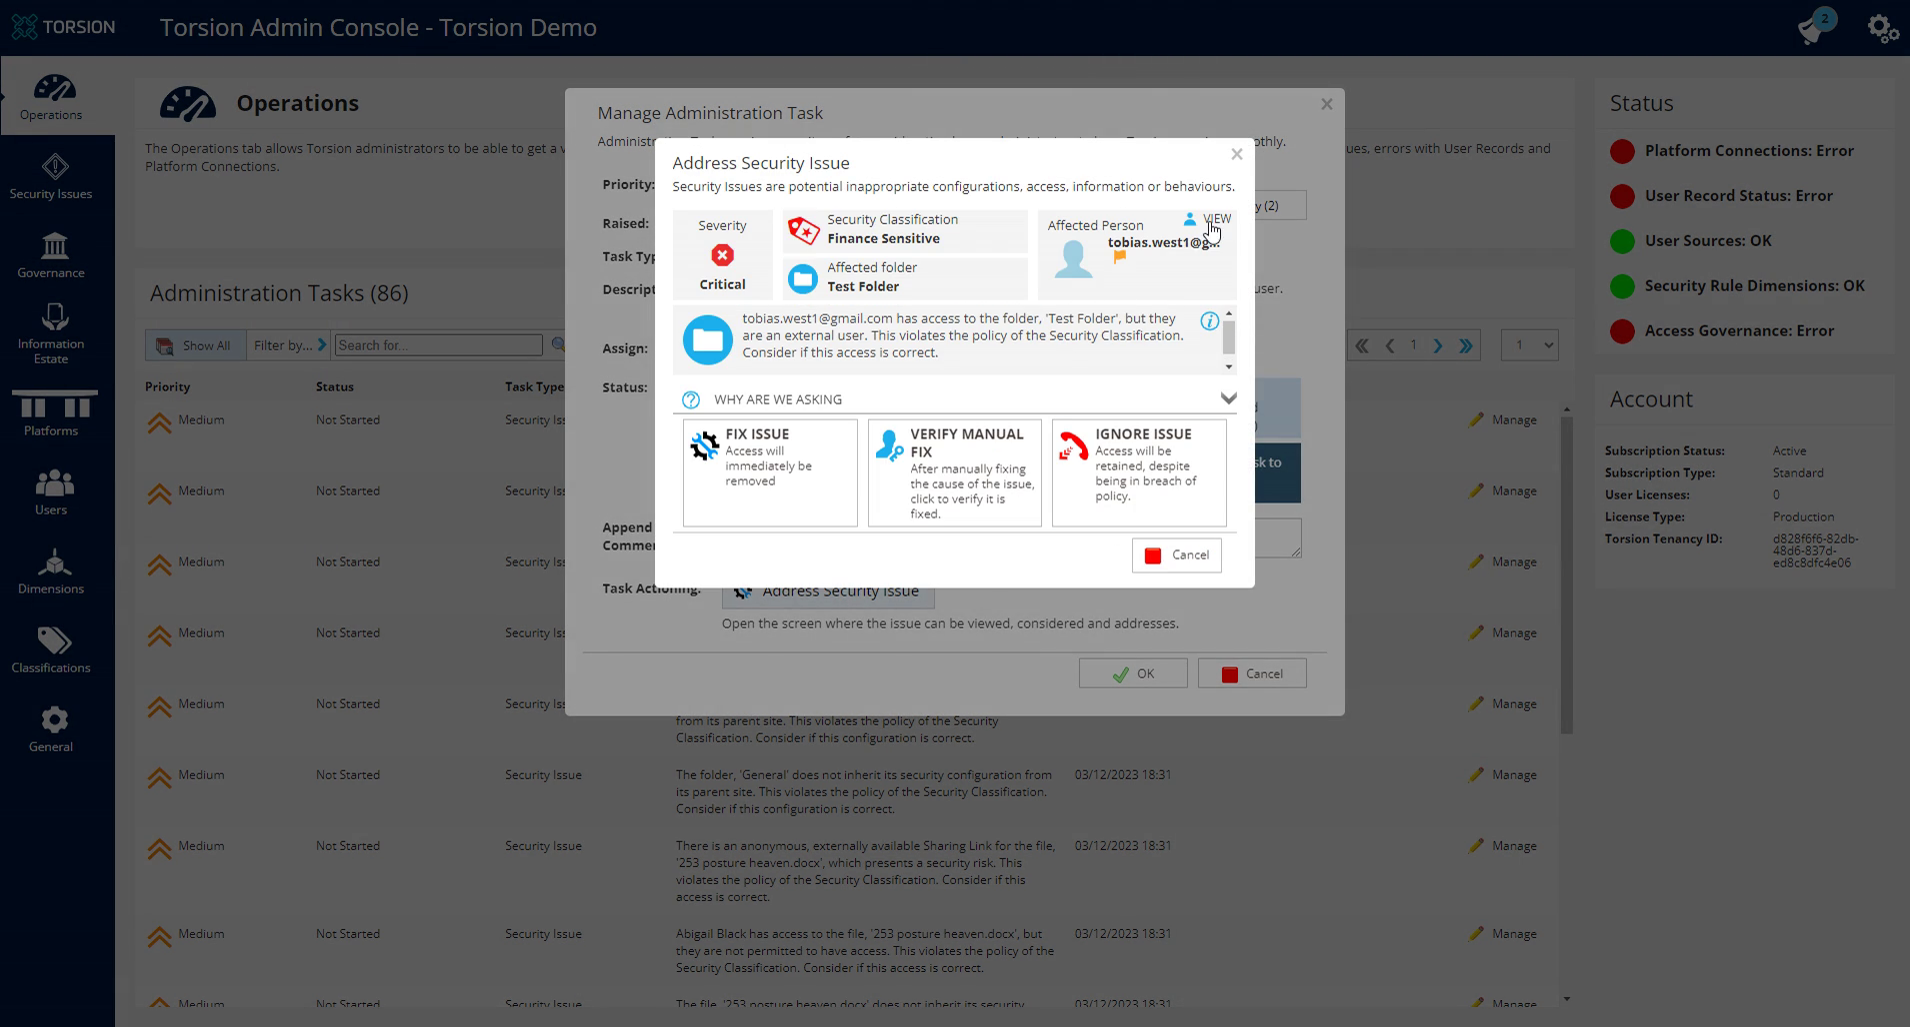 TORSION
Torsion Admin Console - Torsion Demo
2
Operations
Security Issues
Governance
Information
Estate
Platforms
Users
Dimensions
Classifications
General
Operations
The Operations tab allows Torsion administrators to be able to get a v
ues, errors with User Records and
Platform Connections.
Administration Tasks (86)
Show All
Filter by...
Search for...
1
1
Priority
Status
Task Type
Medium
Not Started
Security Iss
Manage
Medium
Not Started
Security Iss
Manage
Medium
Not Started
Security Iss
Manage
Medium
Not Started
Security Iss
Manage
Medium
Not Started
Security Iss
Manage
from its parent site. This violates the policy of the Security
Classification. Consider if this configuration is correct.
Medium
Not Started
Security Issue
The folder, 'General' does not inherit its security configuration from
its parent site. This violates the policy of the Security Classification.
Consider if this configuration is correct.
03/12/2023 18:31
Manage
Medium
Not Started
Security Issue
There is an anonymous, externally available Sharing Link for the file,
'253 posture heaven.docx', which presents a security risk. This
violates the policy of the Security Classification. Consider if this
access is correct.
03/12/2023 18:31
Manage
Medium
Not Started
Security Issue
Abigail Black has access to the file, '253 posture heaven.docx', but
they are not permitted to have access. This violates the policy of the
Security Classification. Consider if this access is correct.
03/12/2023 18:31
Manage
Medium
Not Started
Security Issue
The file, '253 posture heaven.docx' does not inherit its security
03/12/2023 18:31
Manage
Manage Administration Task
othly.
Priority:
y (2)
Raised:
Task Typ
Descript
user.
Assign:
Status:
sk to
Append
Comme
Task Actioning:
Address Security Issue
Open the screen where the issue can be viewed, considered and addresses.
OK
Cancel
Address Security Issue
Security Issues are potential inappropriate configurations, access, information or behaviours.
Severity
Critical
Security Classification
Finance Sensitive
Affected folder
Test Folder
Affected Person
VIEW
tobias.west1@g...
tobias.west1@gmail.com has access to the folder, 'Test Folder', but they
are an external user. This violates the policy of the Security Classification.
Consider if this access is correct.
WHY ARE WE ASKING
FIX ISSUE
Access will
immediately be
removed
VERIFY MANUAL
FIX
After manually fixing
the cause of the issue,
click to verify it is
fixed.
IGNORE ISSUE
Access will be
retained, despite
being in breach of
policy.
Cancel
Status
Platform Connections: Error
User Record Status: Error
User Sources: OK
Security Rule Dimensions: OK
Access Governance: Error
Account
Subscription Status: Active
Subscription Type: Standard
User Licenses: 0
License Type: Production
Torsion Tenancy ID: d828f6f6-82db-
48d6-837d-
ed8c8dfc4e06